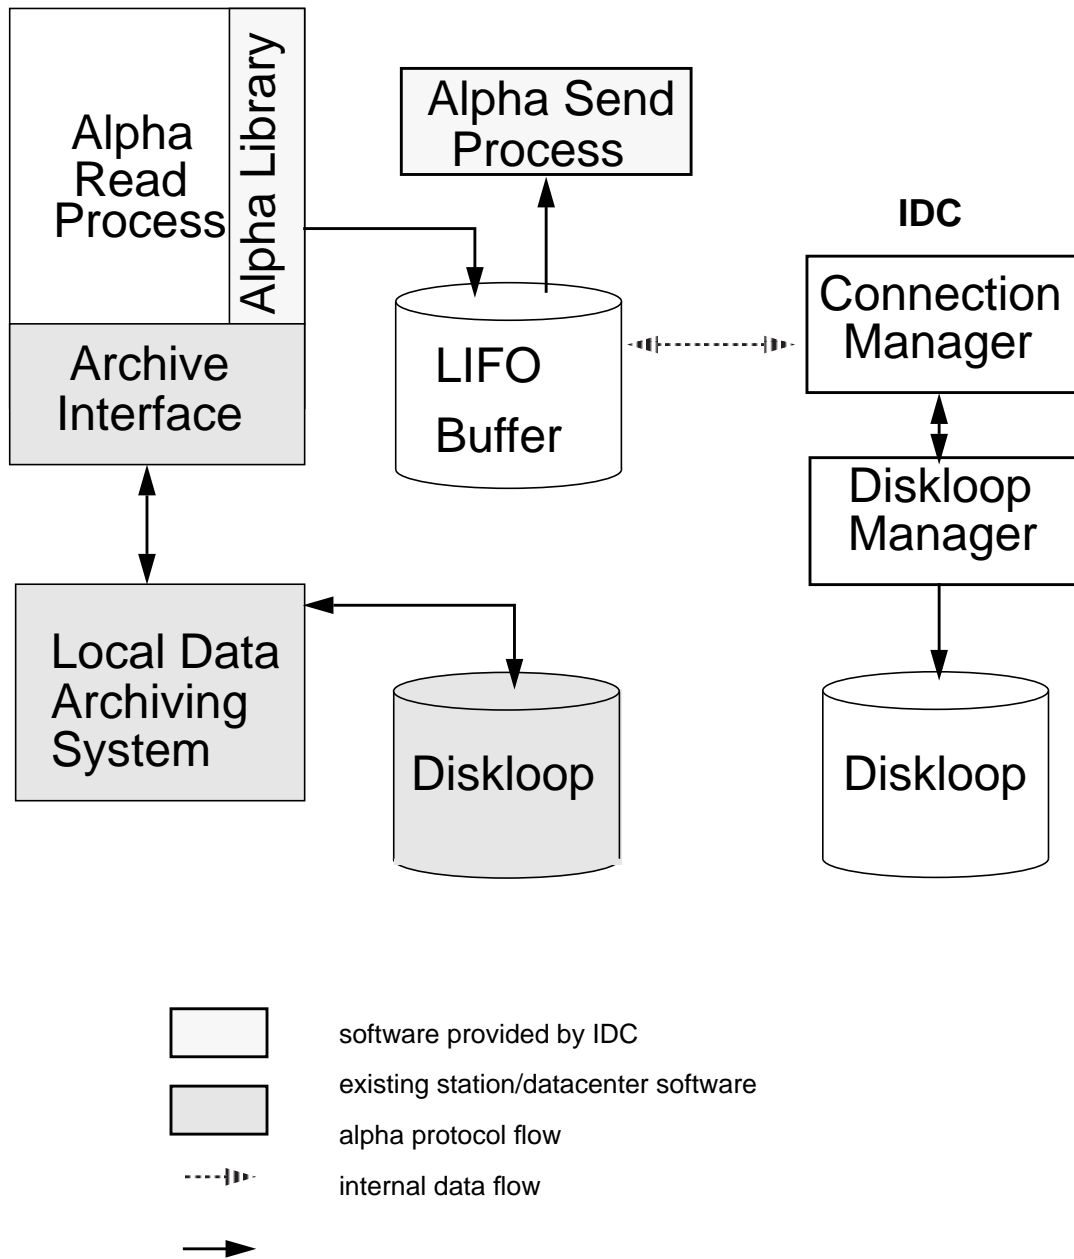 Alpha
Read
Process
Alpha Library
Alpha Send
Process
IDC
Connection
Manager
Archive
Interface
LIFO
Buffer
Diskloop
Manager
Local Data
Archiving
System
Diskloop
Diskloop
software provided by IDC
existing station/datacenter software
alpha protocol flow
internal data flow